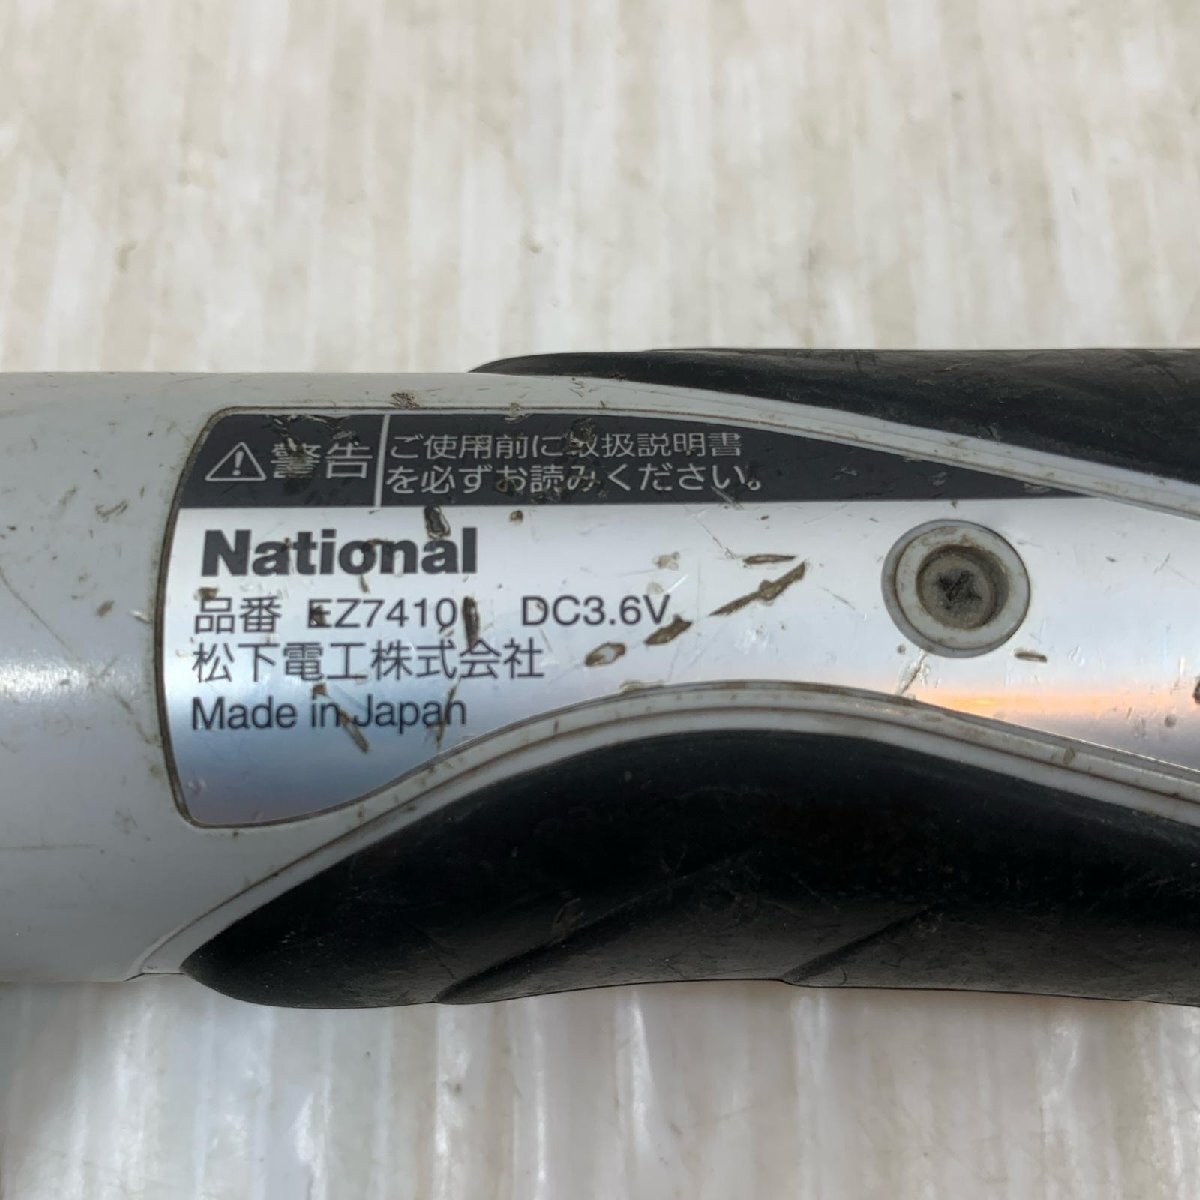 警告
ご使用前に取扱説明書
を必ずお読みください。
National
品番 EZ7410 DC3.6V
松下電工株式会社
Made in Japan